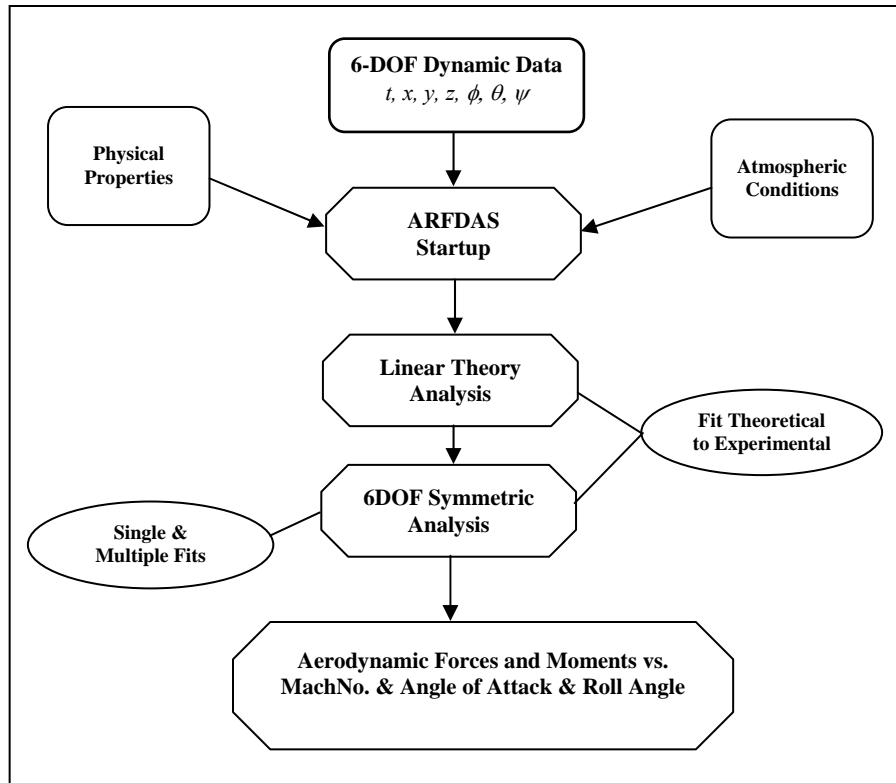 6-DOF Dynamic Data
t, x, y, z, ϕ, θ, ψ
Physical
Properties
Atmospheric
Conditions
ARFDAS
Startup
Linear Theory
Analysis
Fit Theoretical
to Experimental
6DOF Symmetric
Analysis
Single &
Multiple Fits
Aerodynamic Forces and Moments vs.
MachNo. & Angle of Attack & Roll Angle